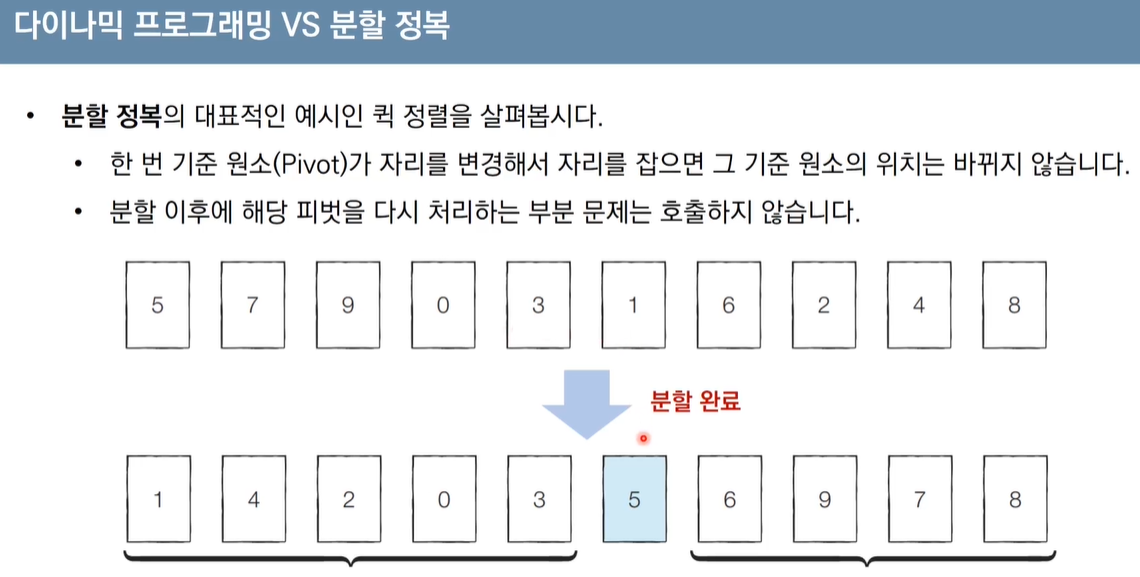 다이나믹 프로그래밍 VS 분할 정복
• 분할 정복의 대표적인 예시인 퀵 정렬을 살펴봅시다.
• 한 번 기준 원소(Pivot)가 자리를 변경해서 자리를 잡으면 그 기준 원소의 위치는 바뀌지 않습니다.
• 분할 이후에 해당 피벗을 다시 처리하는 부분 문제는 호출하지 않습니다.
5 7 9 0 3 1 6 2 4 8
분할 완료
1 4 2 0 3 5 6 9 7 8